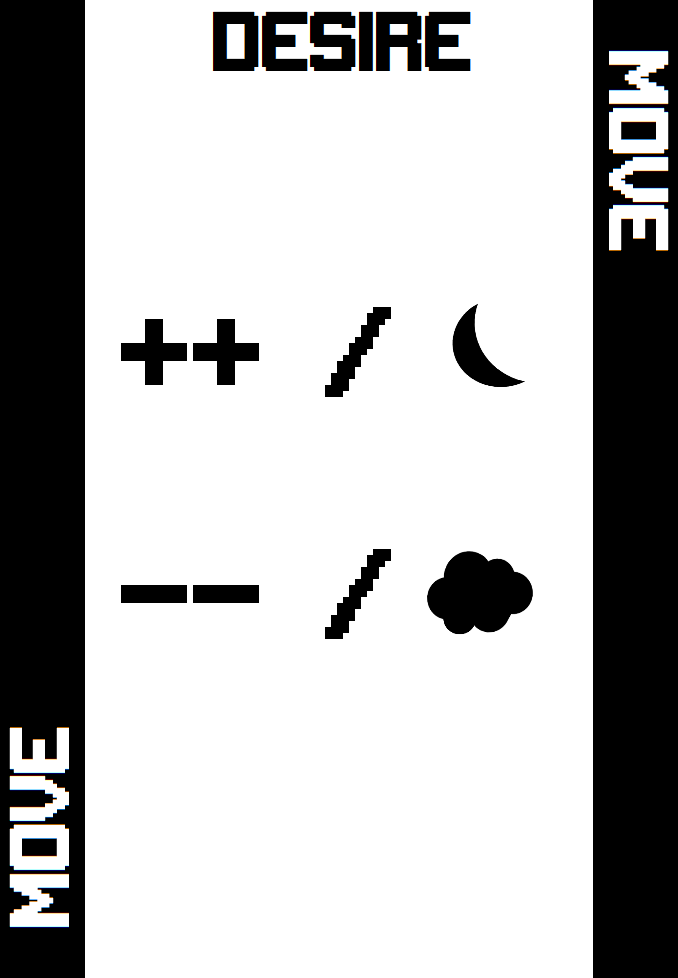 DESIRE
MOVE
++ /
-- /
MOVE